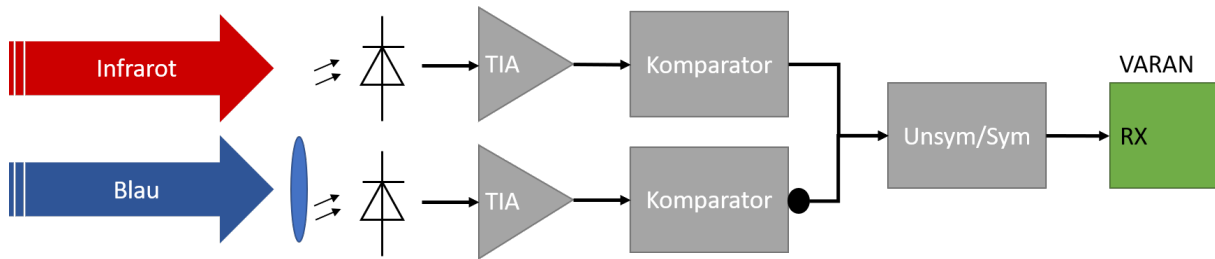 Infrarot
TIA
Komparator
VARAN
Unsym/Sym
RX
Blau
TIA
Komparator